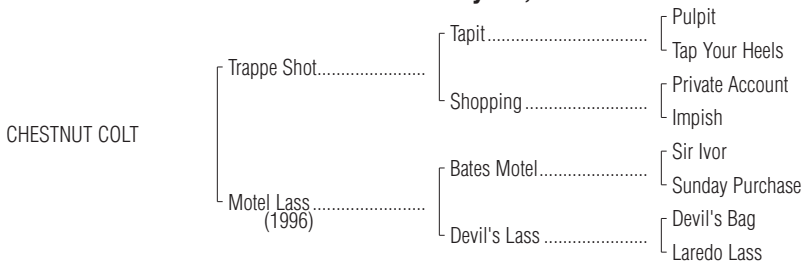 Pulpit
Tapit
Tap Your Heels
Trappe Shot
Private Account
Shopping
Impish
CHESTNUT COLT
Sir Ivor
Bates Motel
Sunday Purchase
Motel Lass
(1996)
Devil's Bag
Devil's Lass
Laredo Lass